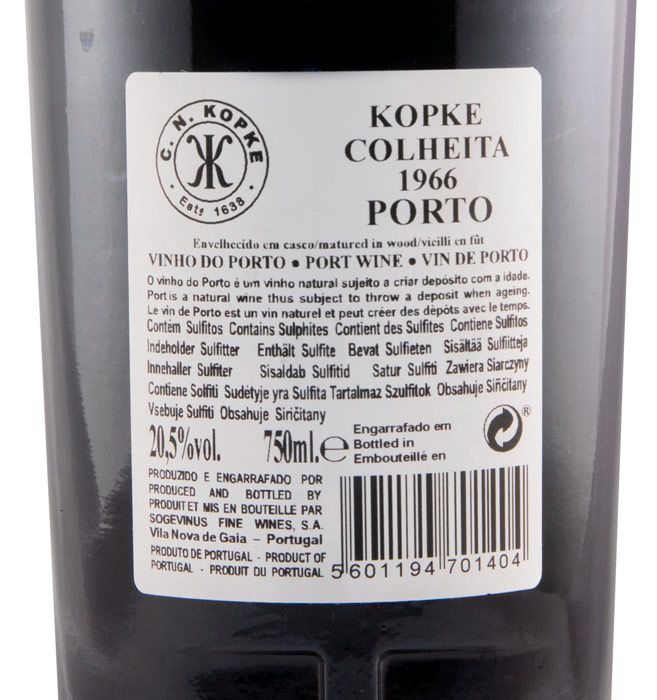 C. N. KOPKE
Estd 1638
KOPKE
COLHEITA
1966
PORTO
Envelhecido em casco/matured in wood/vieilli en fût
VINHO DO PORTO • PORT WINE • VIN DE PORTO
O vinho do Porto é um vinho natural sujeito a criar depósito com a idade.
Port is a natural wine thus subject to throw a deposit when ageing.
Le vin de Porto est un vin naturel et peut créer des dépôts avec le temps.
Contém Sulfitos Contains Sulphites Contient des Sulfites Contiene Sulfitos
Indeholder Sulfitter Enthält Sulfite Bevat Sulfieten Sisältää Sulfiitteja
Innehaller Sulfiter Sisaldab Sulfitid Satur Sulfiti Zawiera Siarczyny
Contiene Solfiti Sudėtyje yra Sulfita Tartalmaz Szulfitok Obsahuje Siričitany
Vsebuje Sulfiti Obsahuje Siričitany
20,5%vol. 750ml.℮
Engarrafado em
Bottled in
Embouteillé en
®
PRODUZIDO E ENGARRAFADO POR
PRODUCED AND BOTTLED BY
PRODUIT ET MIS EN BOUTEILLE PAR
SOGEVINUS FINE WINES, S.A.
Vila Nova de Gaia – Portugal
PRODUTO DE PORTUGAL - PRODUCT OF
PORTUGAL - PRODUIT DU PORTUGAL
5 601194 701404